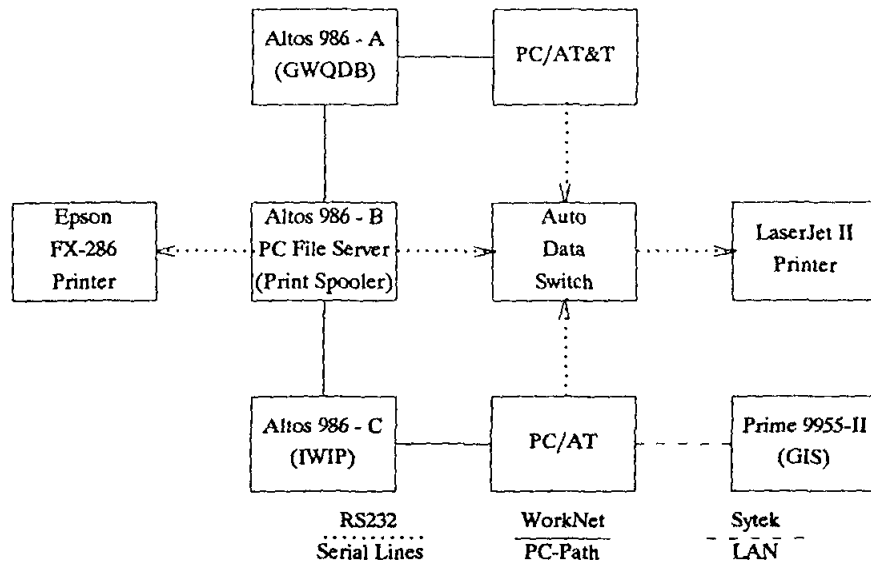 Altos 986 - A
(GWQDB)
PC/AT&T
Epson
FX-286
Printer
Altos 986 - B
PC File Server
(Print Spooler)
Auto
Data
Switch
LaserJet II
Printer
Altos 986 - C
(IWIP)
PC/AT
Prime 9955-II
(GIS)
RS232
Serial Lines
WorkNet
PC-Path
Sytek
LAN